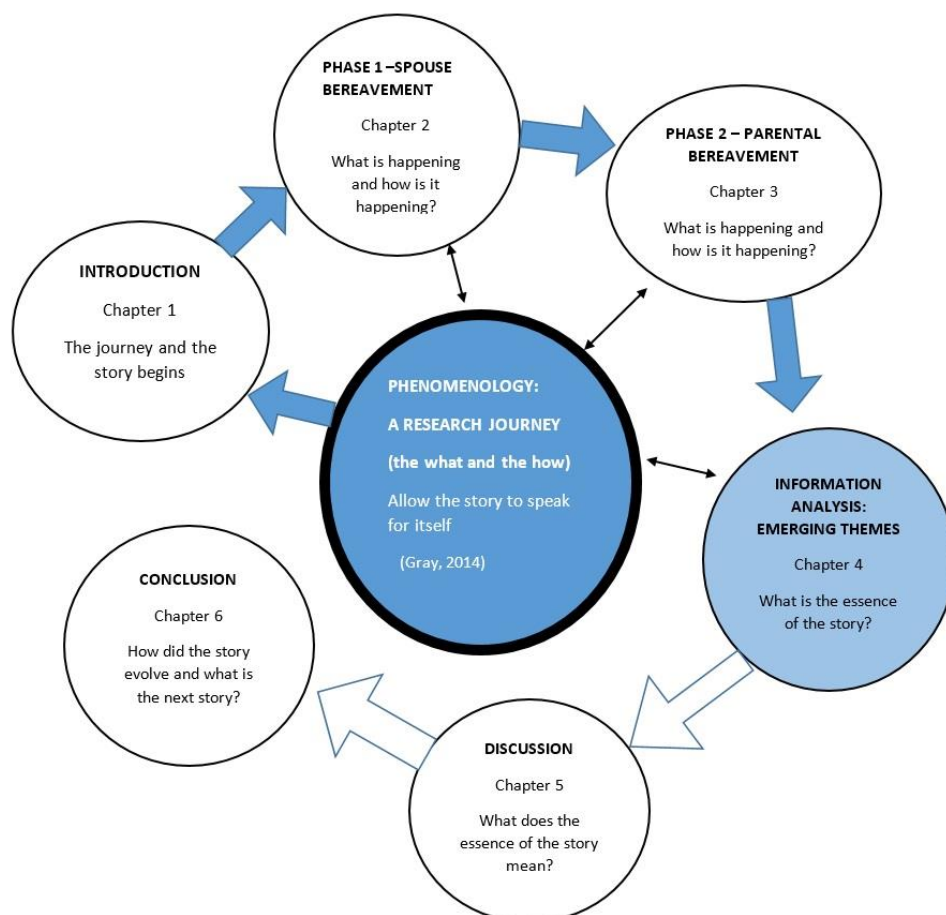 PHASE 1 –SPOUSE
BEREAVEMENT
Chapter 2
What is happening
and how is it
happening?
PHASE 2 – PARENTAL
BEREAVEMENT
Chapter 3
What is happening and
how is it happening?
INTRODUCTION
Chapter 1
The journey and the
story begins
PHENOMENOLOGY:
A RESEARCH JOURNEY
(the what and the how)
Allow the story to speak
for itself
(Gray, 2014)
INFORMATION
ANALYSIS:
EMERGING THEMES
Chapter 4
What is the essence
of the story?
CONCLUSION
Chapter 6
How did the story
evolve and what is
the next story?
DISCUSSION
Chapter 5
What does the
essence of the story
mean?